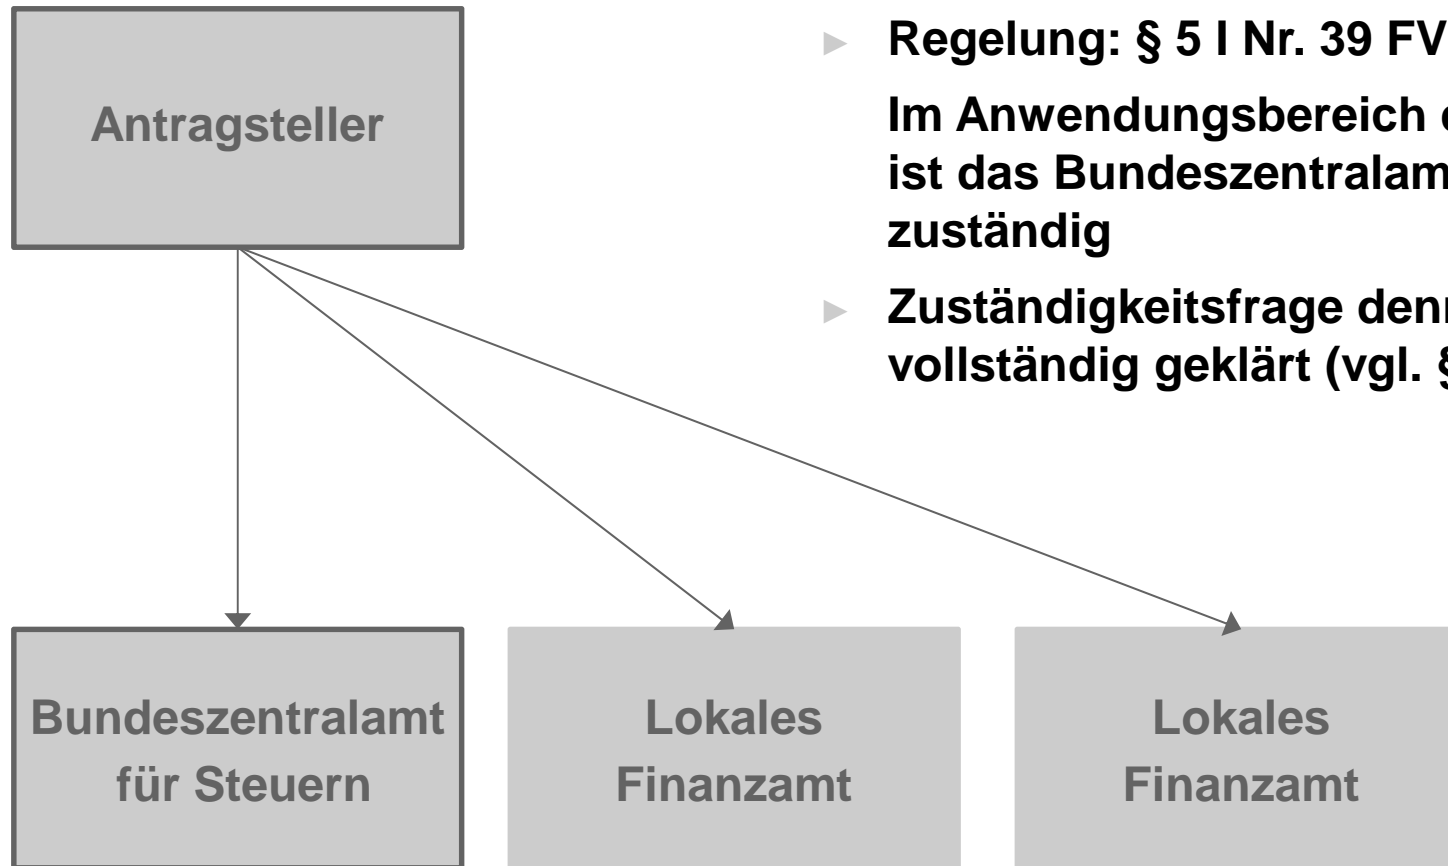 Antragsteller
► Regelung: § 5 I Nr. 39 FV
Im Anwendungsbereich
ist das Bundeszentralam
zuständig
► Zuständigkeitsfrage den
vollständig geklärt (vgl. §
Bundeszentralamt
für Steuern
Lokales
Finanzamt
Lokales
Finanzamt